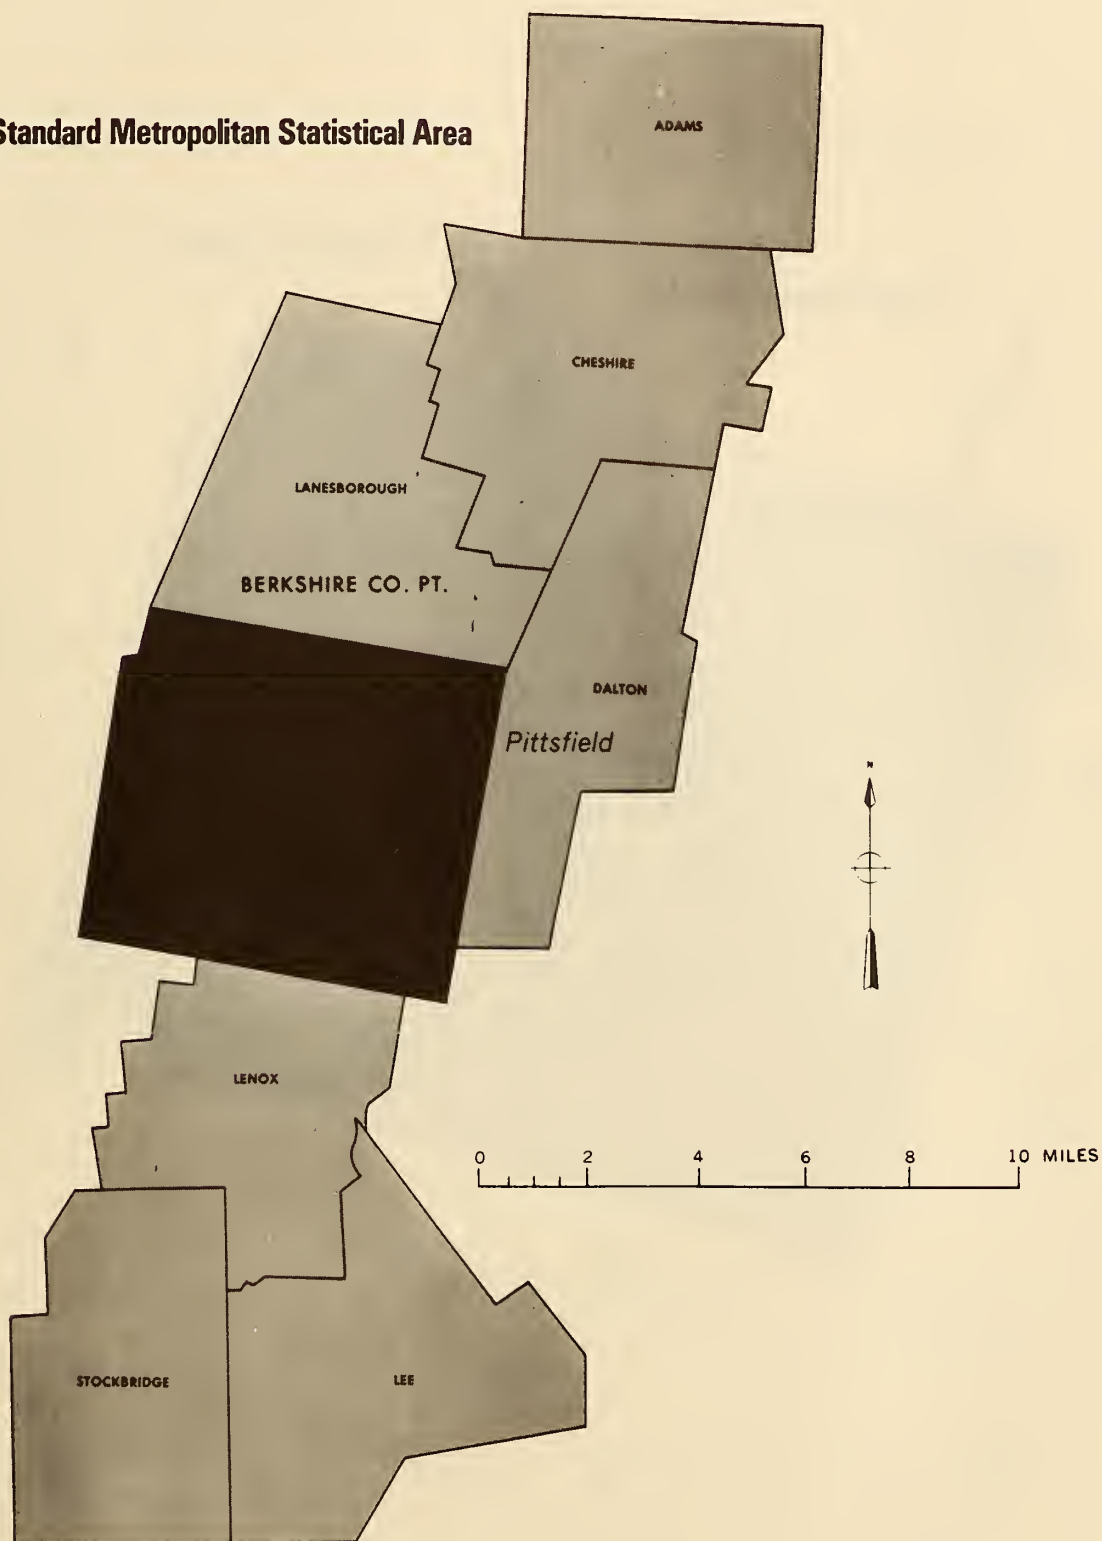 Standard Metropolitan Statistical Area
ADAMS
CHESHIRE
LANESBOROUGH
BERKSHIRE CO. PT.
DALTON
Pittsfield
N
LENOX
0 2 4 6 8 10 MILES
STOCKBRIDGE
LEE